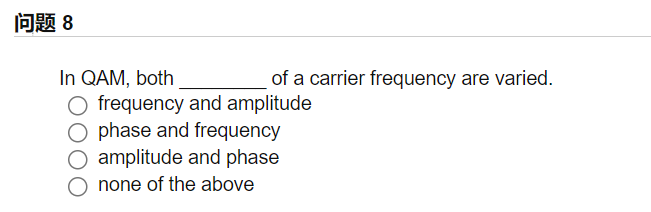 问题 8
In QAM, both ________ of a carrier frequency are varied.
frequency and amplitude
phase and frequency
amplitude and phase
none of the above